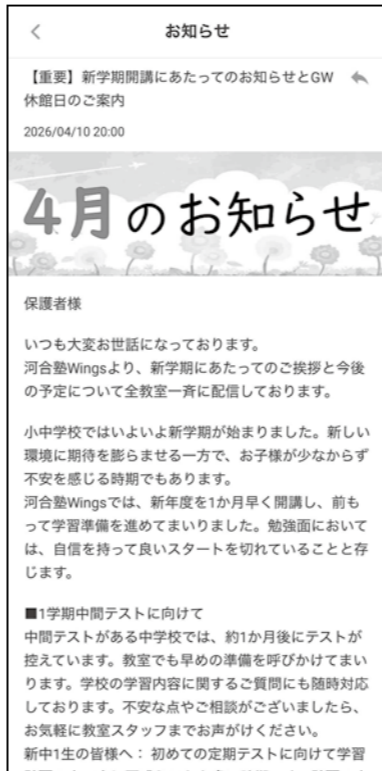 お知らせ
【重要】新学期開講にあたってのお知らせとGW
休館日のご案内
2026/04/10 20:00
4月のお知らせ
保護者様
いつも大変お世話になっております。
河合塾Wingsより、新学期にあたってのご挨拶と今後
の予定について全教室一斉に配信しております。
小中学校ではいよいよ新学期が始まりました。新しい
環境に期待を膨らませる一方で、お子様が少なからず
不安を感じる時期でもあります。
河合塾Wingsでは、新年度を1か月早く開講し、前も
って学習準備を進めてまいりました。勉強面において
は、自信を持って良いスタートを切れていることと存
じます。
■1学期中間テストに向けて
中間テストがある中学校では、約1か月後にテストが
控えています。教室でも早めの準備を呼びかけてまい
ります。学校の学習内容に関するご質問にも随時対応
しております。不安な点やご相談がございましたら、
お気軽に教室スタッフまでお声がけください。
新中1生の皆様へ： 初めての定期テストに向けて学習